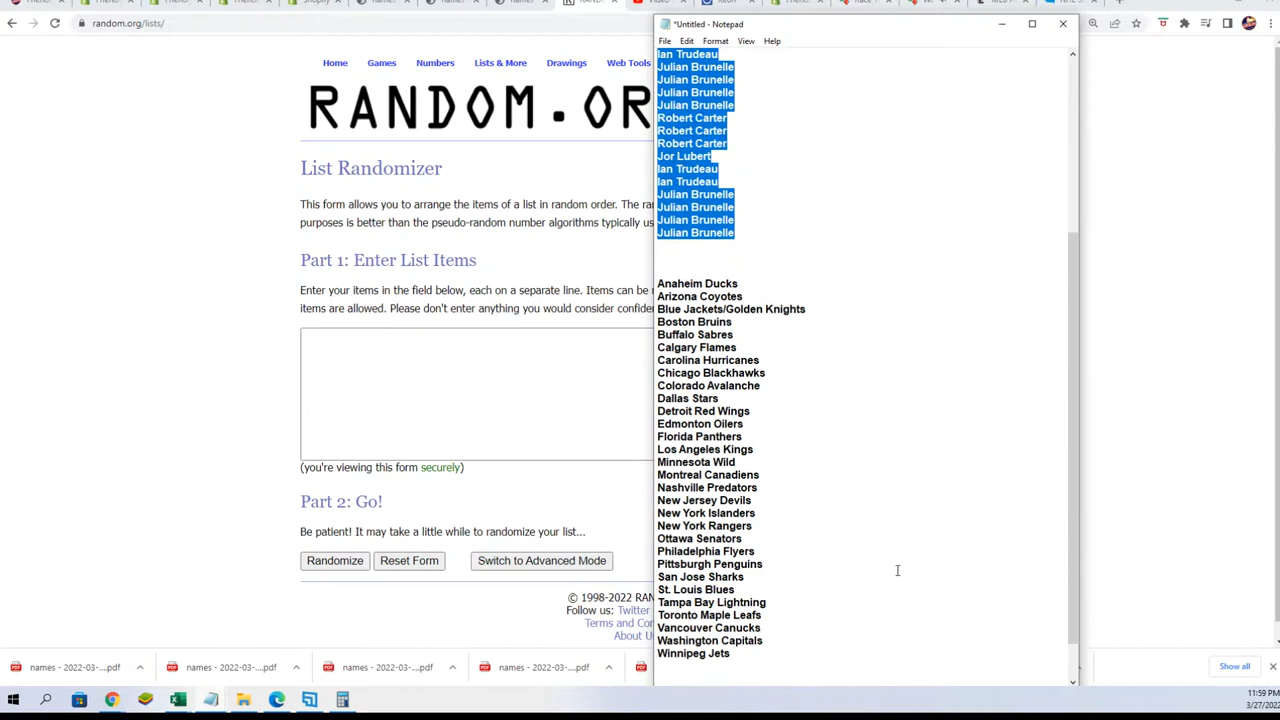 random.org/lists/
*Untitled - Notepad
File Edit Format View Help
Home Games Numbers Lists & More Drawings Web Tools
RANDOM.OR
List Randomizer
This form allows you to arrange the items of a list in random order. The ra
purposes is better than the pseudo-random number algorithms typically us
Part 1: Enter List Items
Enter your items in the field below, each on a separate line. Items can be
items are allowed. Please don't enter anything you would consider confide
(you're viewing this form securely)
Part 2: Go!
Be patient! It may take a little while to randomize your list...
Randomize Reset Form Switch to Advanced Mode
© 1998-2022 RAN
Follow us: Twitter
Terms and Con
About U
Ian Trudeau
Julian Brunelle
Julian Brunelle
Julian Brunelle
Julian Brunelle
Robert Carter
Robert Carter
Robert Carter
Jor Lubert
Ian Trudeau
Ian Trudeau
Julian Brunelle
Julian Brunelle
Julian Brunelle
Julian Brunelle
Anaheim Ducks
Arizona Coyotes
Blue Jackets/Golden Knights
Boston Bruins
Buffalo Sabres
Calgary Flames
Carolina Hurricanes
Chicago Blackhawks
Colorado Avalanche
Dallas Stars
Detroit Red Wings
Edmonton Oilers
Florida Panthers
Los Angeles Kings
Minnesota Wild
Montreal Canadiens
Nashville Predators
New Jersey Devils
New York Islanders
New York Rangers
Ottawa Senators
Philadelphia Flyers
Pittsburgh Penguins
San Jose Sharks
St. Louis Blues
Tampa Bay Lightning
Toronto Maple Leafs
Vancouver Canucks
Washington Capitals
Winnipeg Jets
names - 2022-03-....pdf names - 2022-03-....pdf names - 2022-03-....pdf names - 2022-03-....pdf Show all
11:59 PM
3/27/2022